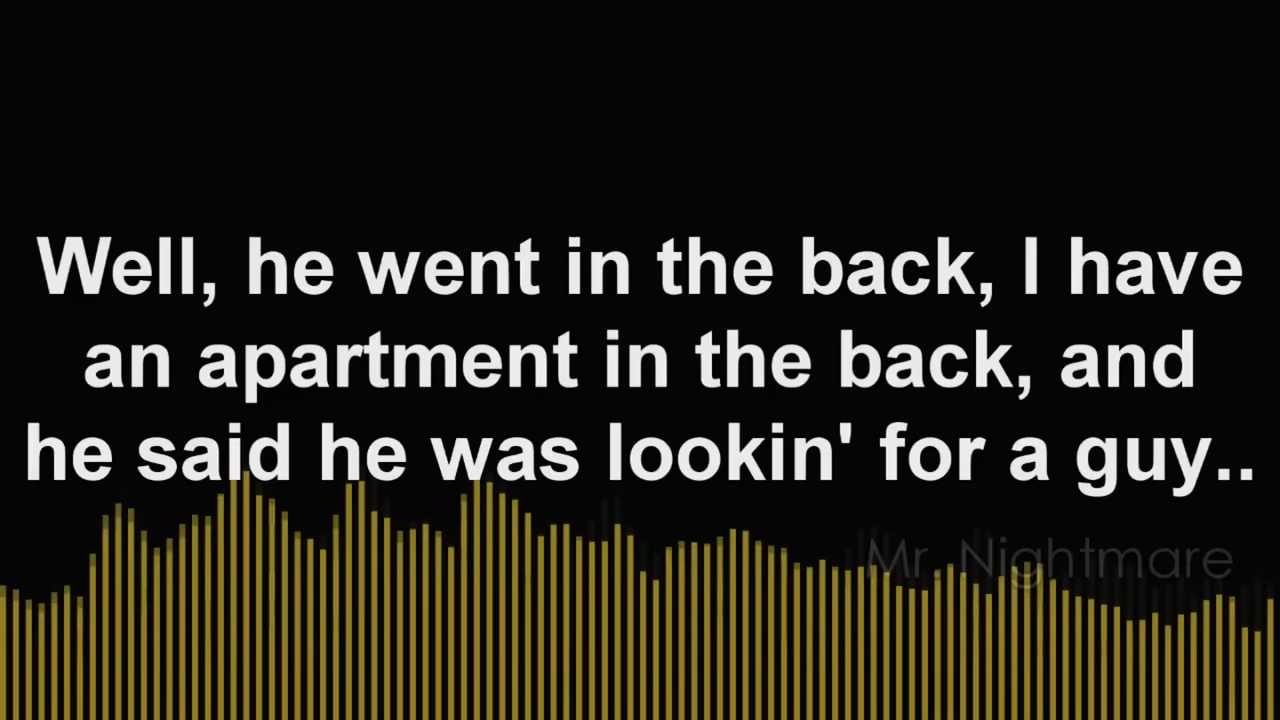 Well, he went in the back, I have
an apartment in the back, and
he said he was lookin' for a guy..
Mr. Nightmare